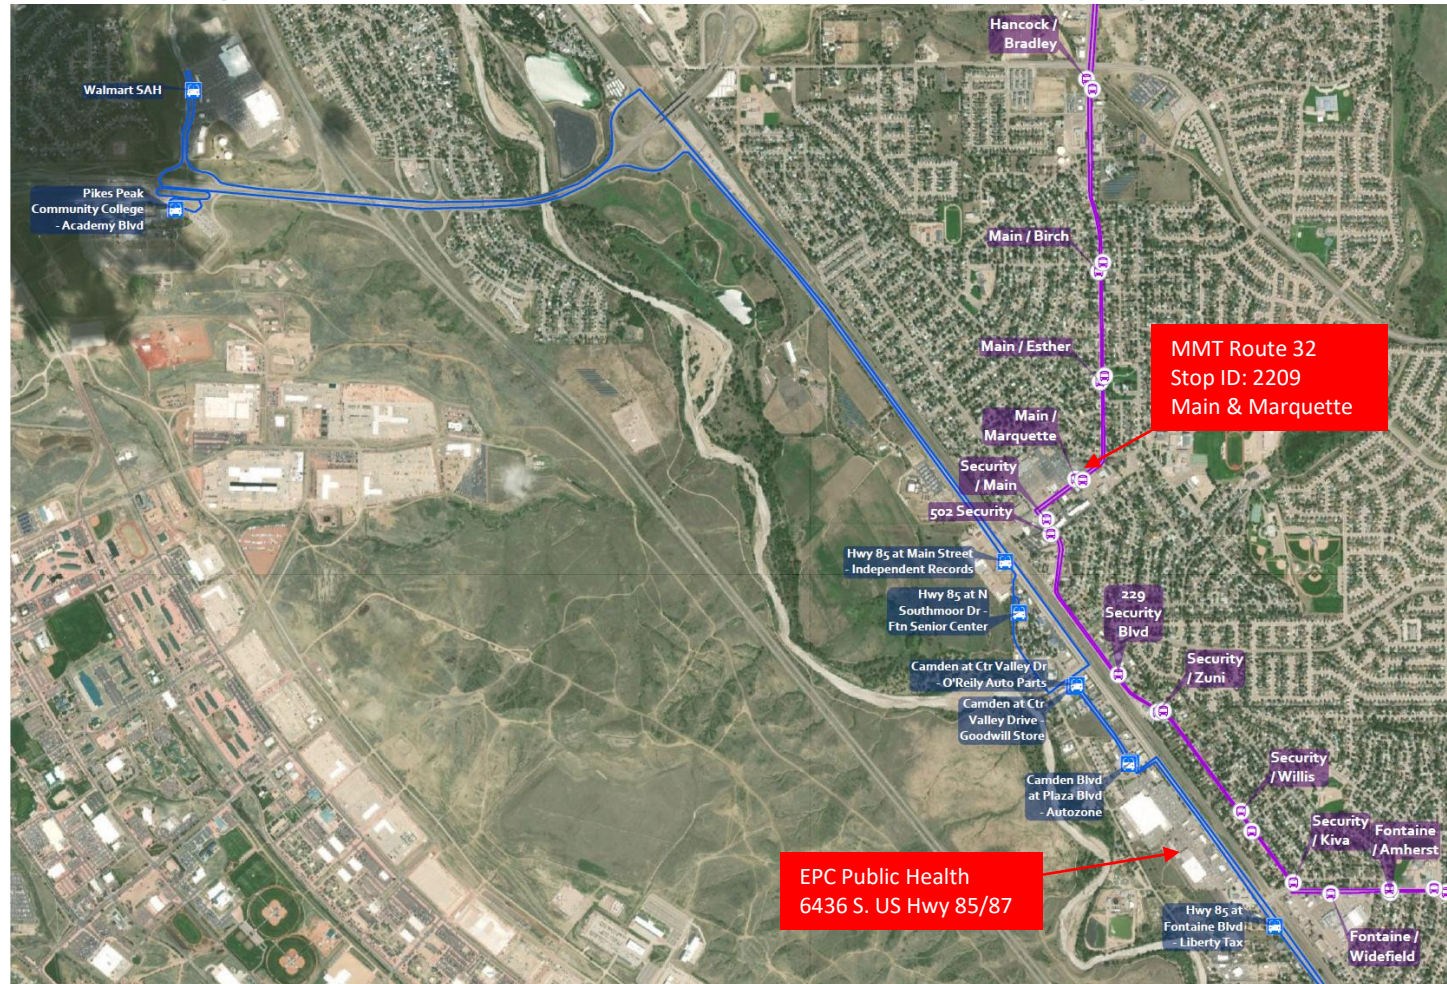 Hancock /
Bradley
Walmart SAH
Pikes Peak
Community College
- Academy Blvd
Main / Birch
Main / Esther
MMT Route 32
Stop ID: 2209
Main & Marquette
Main /
Marquette
Security
/ Main
502 Security
Hwy 85 at Main Street
- Independent Records
Hwy 85 at N
Southmoor Dr -
Ftn Senior Center
229
Security
Blvd
Security
/ Zuni
Camden at Ctr Valley Dr
- O'Reily Auto Parts
Camden at Ctr
Valley Drive -
Goodwill Store
Camden Blvd
at Plaza Blvd
- Autozone
Security
/ Willis
Security
/ Kiva
Fontaine
/ Amherst
EPC Public Health
6436 S. US Hwy 85/87
Hwy 85 at
Fontaine Blvd
- Liberty Tax
Fontaine /
Widefield